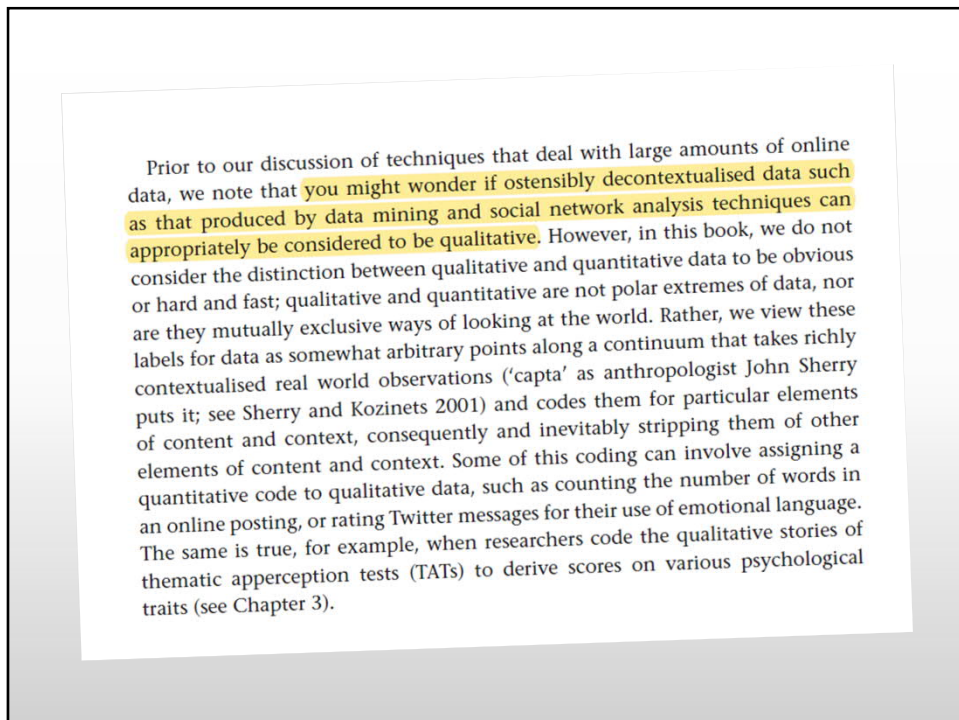 Prior to our discussion of techniques that deal with large amounts of online
data, we note that you might wonder if ostensibly decontextualised data such
as that produced by data mining and social network analysis techniques can
appropriately be considered to be qualitative. However, in this book, we do not
consider the distinction between qualitative and quantitative data to be obvious
or hard and fast; qualitative and quantitative are not polar extremes of data, nor
are they mutually exclusive ways of looking at the world. Rather, we view these
labels for data as somewhat arbitrary points along a continuum that takes richly
contextualised real world observations (‘capta’ as anthropologist John Sherry
puts it; see Sherry and Kozinets 2001) and codes them for particular elements
of content and context, consequently and inevitably stripping them of other
elements of content and context. Some of this coding can involve assigning a
quantitative code to qualitative data, such as counting the number of words in
an online posting, or rating Twitter messages for their use of emotional language.
The same is true, for example, when researchers code the qualitative stories of
thematic apperception tests (TATs) to derive scores on various psychological
traits (see Chapter 3).